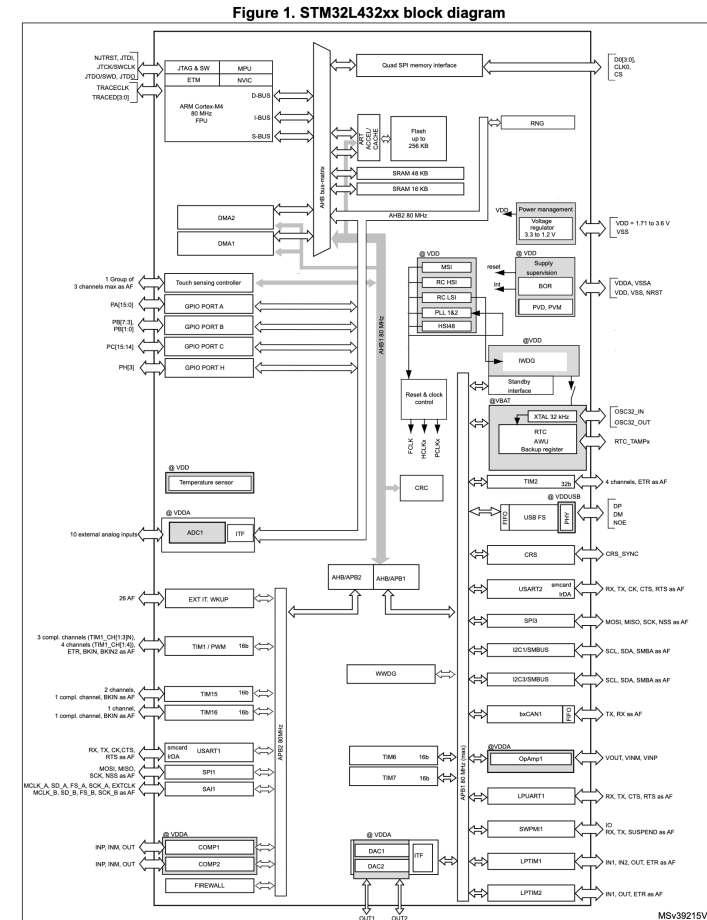 Figure 1. STM32L432xx block diagram
NJTRST, JTDI,
JTCK/SWCLK
JTDO/SWD, JTDO
TRACECLK
TRACED[3:0]
JTAG & SW
MPU
ETM
NVIC
ARM Cortex-M4
80 MHz
FPU
D-BUS
I-BUS
S-BUS
AHB bus-matrix
Quad SPI memory interface
D0[3:0],
CLK0,
CS
ART
ACCEL/
CACHE
Flash
up to
256 KB
RNG
SRAM 48 KB
SRAM 16 KB
AHB2 80 MHz
DMA2
DMA1
VDD
Power management
Voltage
regulator
3.3 to 1.2 V
VDD = 1.71 to 3.6 V
VSS
@ VDD
MSI
RC HSI
RC LSI
PLL 1&2
HSI48
reset
Int
@ VDD
Supply
supervision
BOR
PVD, PVM
VDDA, VSSA
VDD, VSS, NRST
1 Group of
3 channels max as AF
Touch sensing controller
PA[15:0]
GPIO PORT A
PB[7:3],
PB[1:0]
GPIO PORT B
PC[15:14]
GPIO PORT C
PH[3]
GPIO PORT H
AHB1 80 MHz
@VDD
IWDG
Standby
interface
Reset & clock
control
FCLK
HCLKx
PCLKx
@VBAT
XTAL 32 kHz
RTC
AWU
Backup register
OSC32_IN
OSC32_OUT
RTC_TAMPx
@ VDD
Temperature sensor
CRC
TIM2
32b
4 channels, ETR as AF
@ VDDUSB
FIFO
USB FS
PHY
DP
DM
NOE
@ VDDA
10 external analog inputs
ADC1
ITF
CRS
CRS_SYNC
AHB/APB2
AHB/APB1
26 AF
EXT IT. WKUP
USART2
smcard
IrDA
RX, TX, CK, CTS, RTS as AF
SPI3
MOSI, MISO, SCK, NSS as AF
3 compl. channels (TIM1_CH[1:3]N),
4 channels (TIM1_CH[1:4]),
ETR, BKIN, BKIN2 as AF
TIM1 / PWM
16b
I2C1/SMBUS
SCL, SDA, SMBA as AF
WWDG
I2C3/SMBUS
SCL, SDA, SMBA as AF
2 channels,
1 compl. channel, BKIN as AF
TIM15
16b
1 channel,
1 compl. channel, BKIN as AF
TIM16
16b
bxCAN1
FIFO
TX, RX as AF
APB2 80MHz
APB1 80 MHz (max)
RX, TX, CK,CTS,
RTS as AF
smcard
IrDA
USART1
TIM6
16b
@VDDA
OpAmp1
VOUT, VINM, VINP
MOSI, MISO,
SCK, NSS as AF
SPI1
TIM7
16b
MCLK_A, SD_A, FS_A, SCK_A, EXTCLK
MCLK_B, SD_B, FS_B, SCK_B as AF
SAI1
LPUART1
RX, TX, CTS, RTS as AF
SWPMI1
IO
RX, TX, SUSPEND as AF
@ VDDA
INP, INM, OUT
COMP1
INP, INM, OUT
COMP2
FIREWALL
@ VDDA
DAC1
DAC2
ITF
OUT1
OUT2
LPTIM1
IN1, IN2, OUT, ETR as AF
LPTIM2
IN1, OUT, ETR as AF
MSv39215V